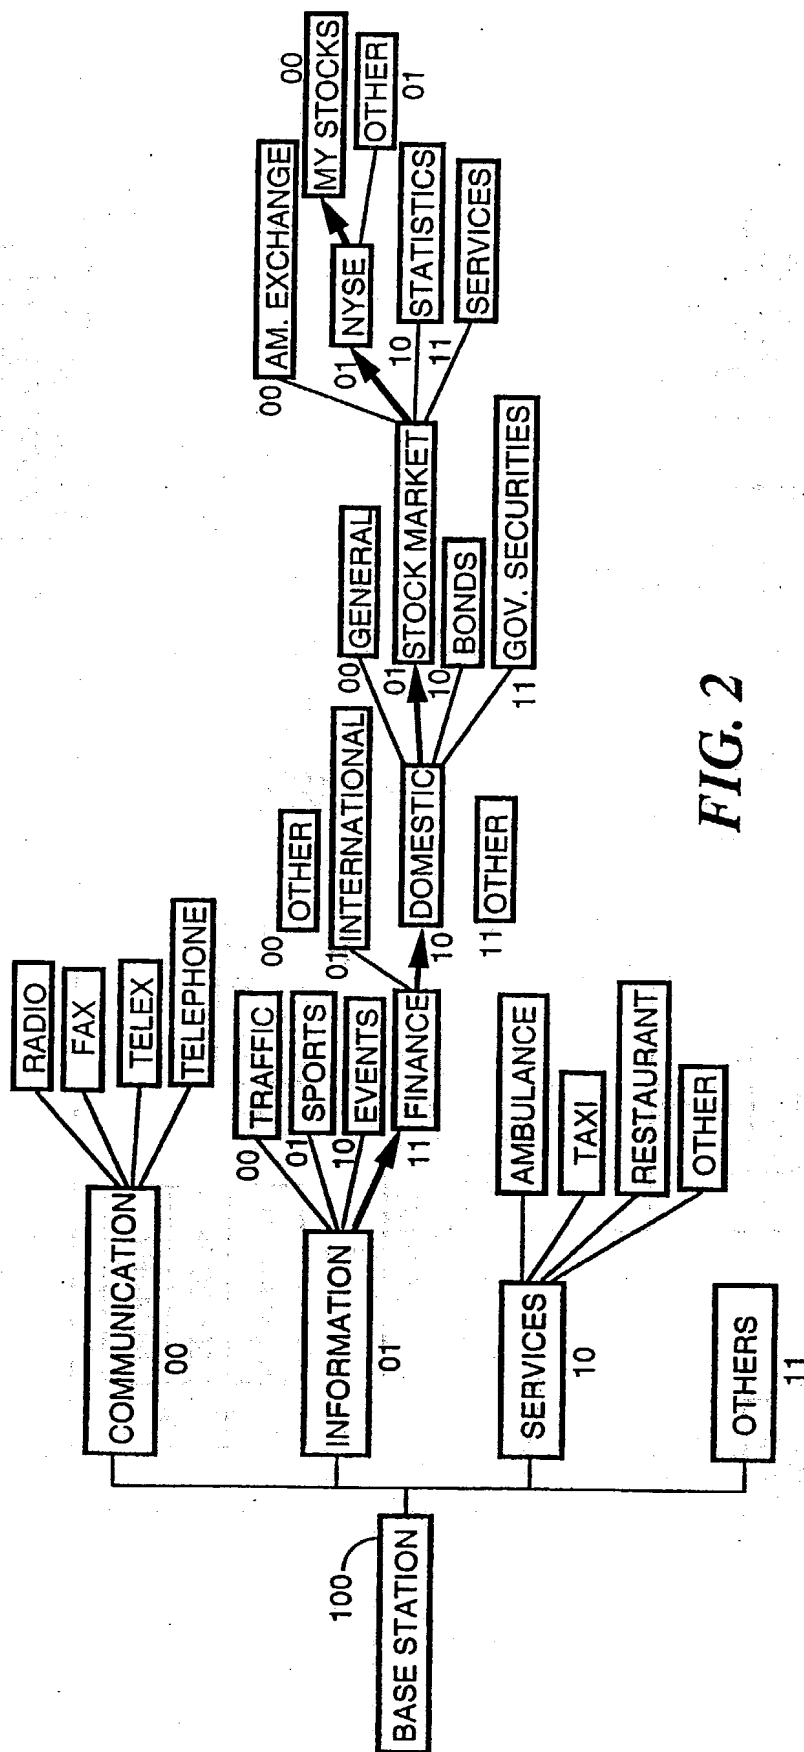 100
BASE STATION
COMMUNICATION
00
RADIO
FAX
TELEX
TELEPHONE
INFORMATION
01
00
TRAFFIC
01
SPORTS
10
EVENTS
11
FINANCE
00
OTHER
01
INTERNATIONAL
10
DOMESTIC
11
OTHER
00
GENERAL
01
STOCK MARKET
10
BONDS
11
GOV. SECURITIES
00
AM. EXCHANGE
01
NYSE
10
STATISTICS
11
SERVICES
00
MY STOCKS
OTHER
01
SERVICES
10
AMBULANCE
TAXI
RESTAURANT
OTHER
OTHERS
11
FIG. 2